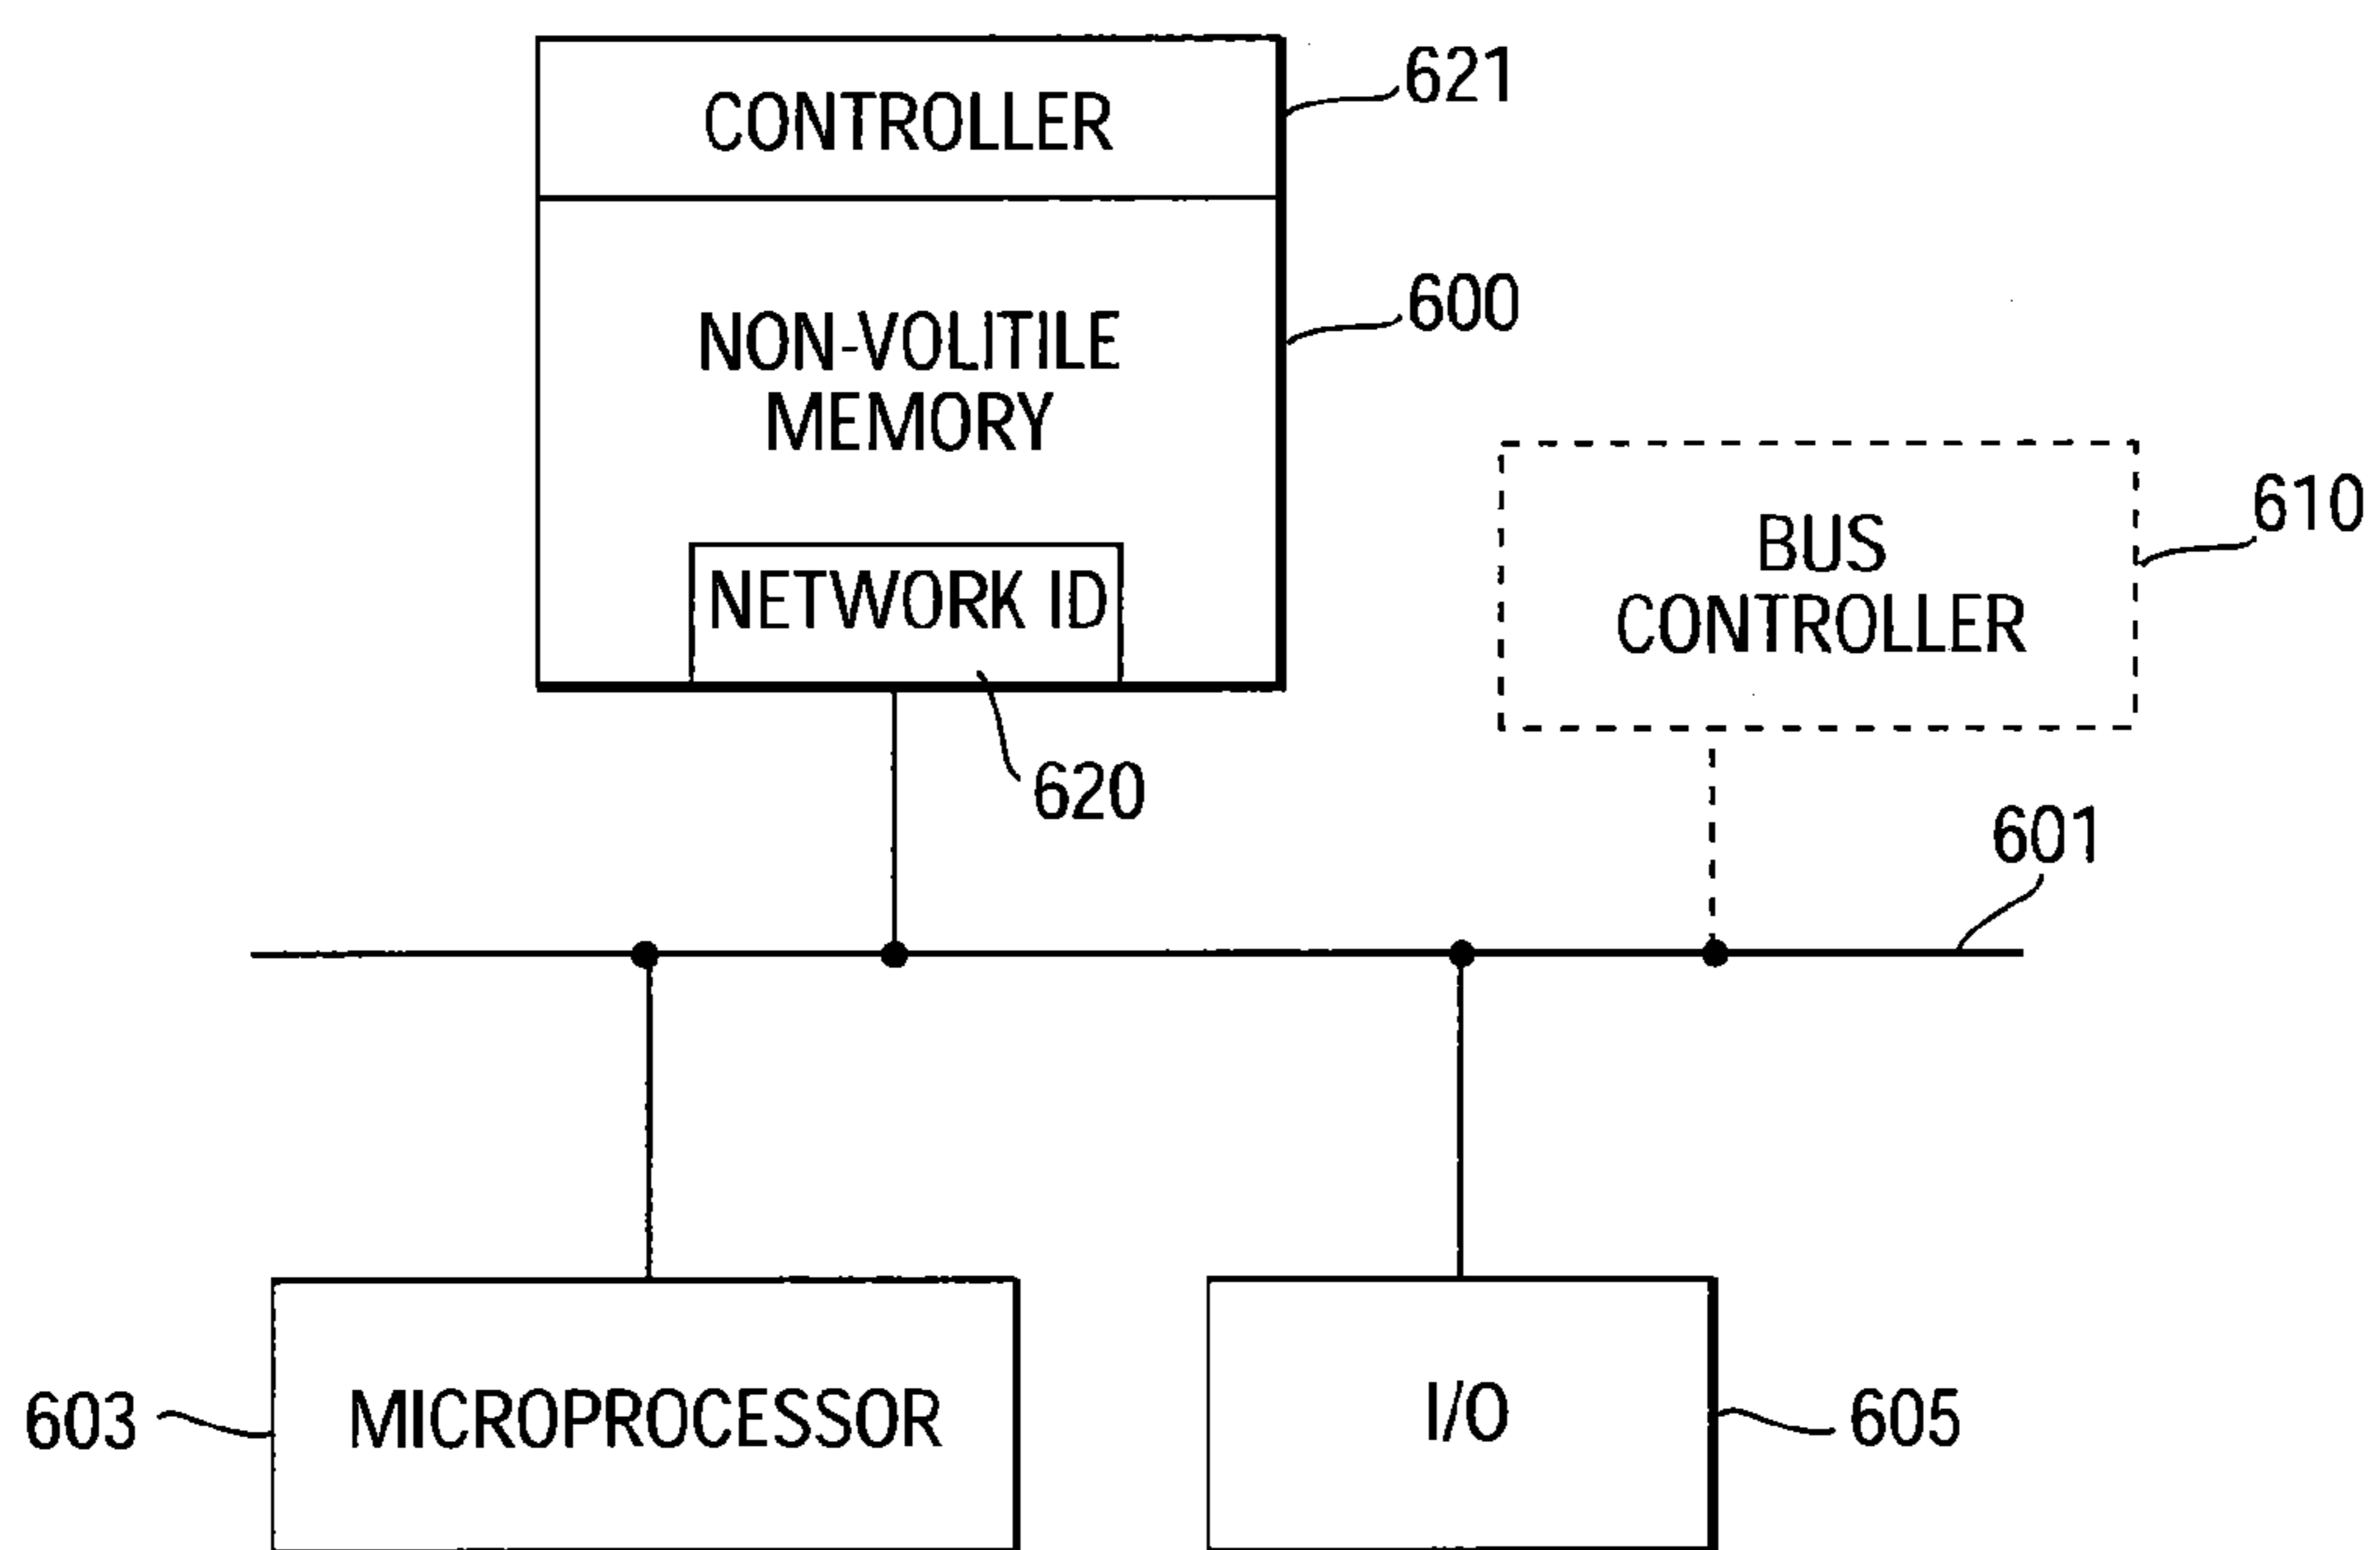 CONTROLLER
621
NON-VOLITILE
MEMORY
600
NETWORK ID
620
BUS
CONTROLLER
610
601
603
MICROPROCESSOR
I/O
605